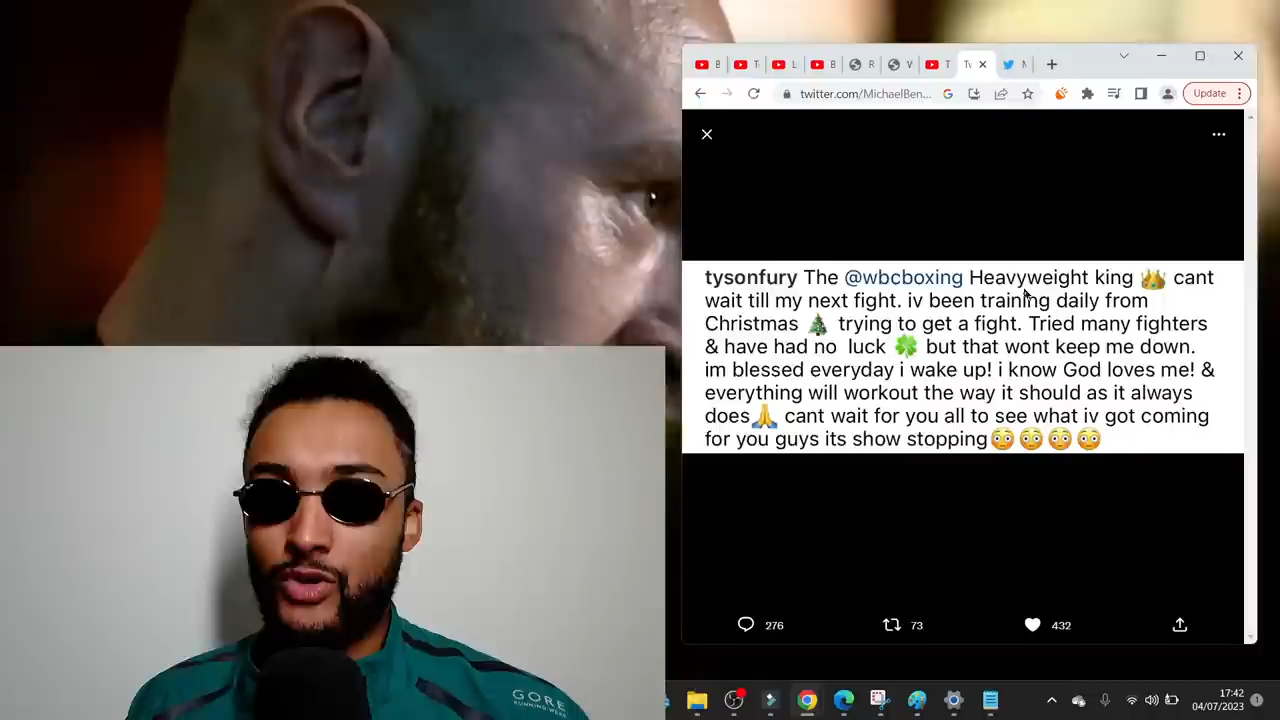 B
T
L
B
R
V
T
Tv
N
twitter.com/MichaelBen...
Update
tysonfury The @wbcboxing Heavyweight king 👑 cant
wait till my next fight. iv been training daily from
Christmas 🎄 trying to get a fight. Tried many fighters
& have had no luck 🍀 but that wont keep me down.
im blessed everyday i wake up! i know God loves me! &
everything will workout the way it should as it always
does🙏 cant wait for you all to see what iv got coming
for you guys its show stopping😳😳😳😳
276
73
432
GORE
RUNNING WEAR
17:42
04/07/2023
1